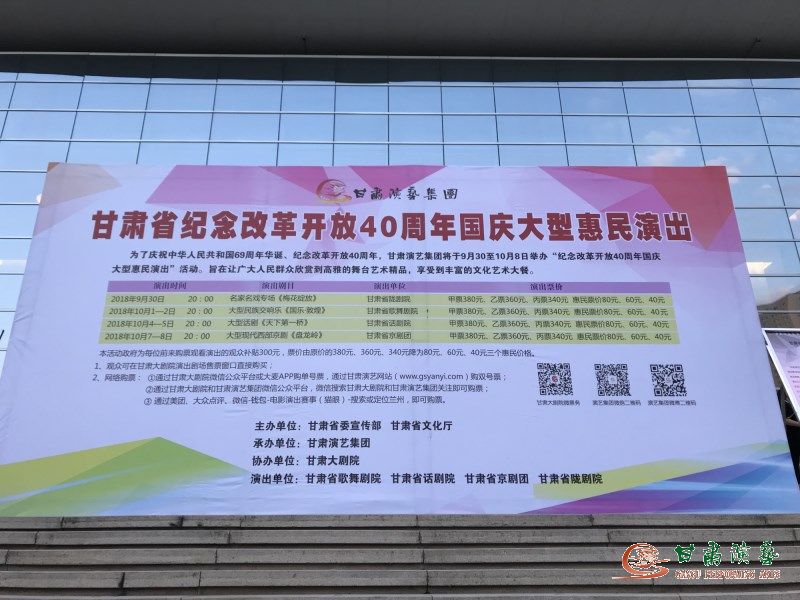 甘肃演艺集团
甘肃省纪念改革开放40周年国庆大型惠民演出
为了庆祝中华人民共和国69周年华诞、纪念改革开放40周年，甘肃演艺集团将于9月30至10月8日举办“纪念改革开放40周年国庆
大型惠民演出”活动。旨在让广大人民群众欣赏到高雅的舞台艺术精品，享受到丰富的文化艺术大餐。
演出时间 演出剧目 演出单位 演出票价
2018年9月30日 20：00 名家名戏专场《梅花绽放》 甘肃省陇剧院 甲票380元、乙票360元、丙票340元 惠民票价80元、60元、40元
2018年10月1—2日 20：00 大型民族交响乐《国乐·敦煌》 甘肃省歌舞剧院 甲票380元、乙票360元、丙票340元 惠民票价80元、60元、40元
2018年10月4—5日 20：00 大型话剧《天下第一桥》 甘肃省话剧院 甲票380元、乙票360元、丙票340元 惠民票价80元、60元、40元
2018年10月7—8日 20：00 大型现代西部京剧《盘龙岭》 甘肃省京剧团 甲票380元、乙票360元、丙票340元 惠民票价80元、60元、40元
本活动政府为每位前来购票观看演出的观众补贴300元，票价由原价的380元、360元、340元降为80元、60元、40元三个惠民价格。
1、观众可在甘肃大剧院演出剧场售票窗口直接购买；
2、网络购票： ①通过甘肃大剧院微信公众平台或大麦APP购单号票，通过甘肃演艺网站（www.gsyanyi.com）购双号票；
②通过甘肃大剧院和甘肃演艺集团微信公众平台，微信搜索甘肃大剧院和甘肃演艺集团关注即可购票；
③ 通过美团、大众点评、微信-钱包-电影演出赛事（猫眼）-搜索或定位兰州，即可购票。
甘肃大剧院微票务 演艺集团微信二维码 演艺集团微博二维码
主办单位：甘肃省委宣传部 甘肃省文化厅
承办单位：甘肃演艺集团
协办单位：甘肃大剧院
演出单位：甘肃省歌舞剧院 甘肃省话剧院 甘肃省京剧团 甘肃省陇剧院
甘肃演艺
GANSU PERFORMING ARTS